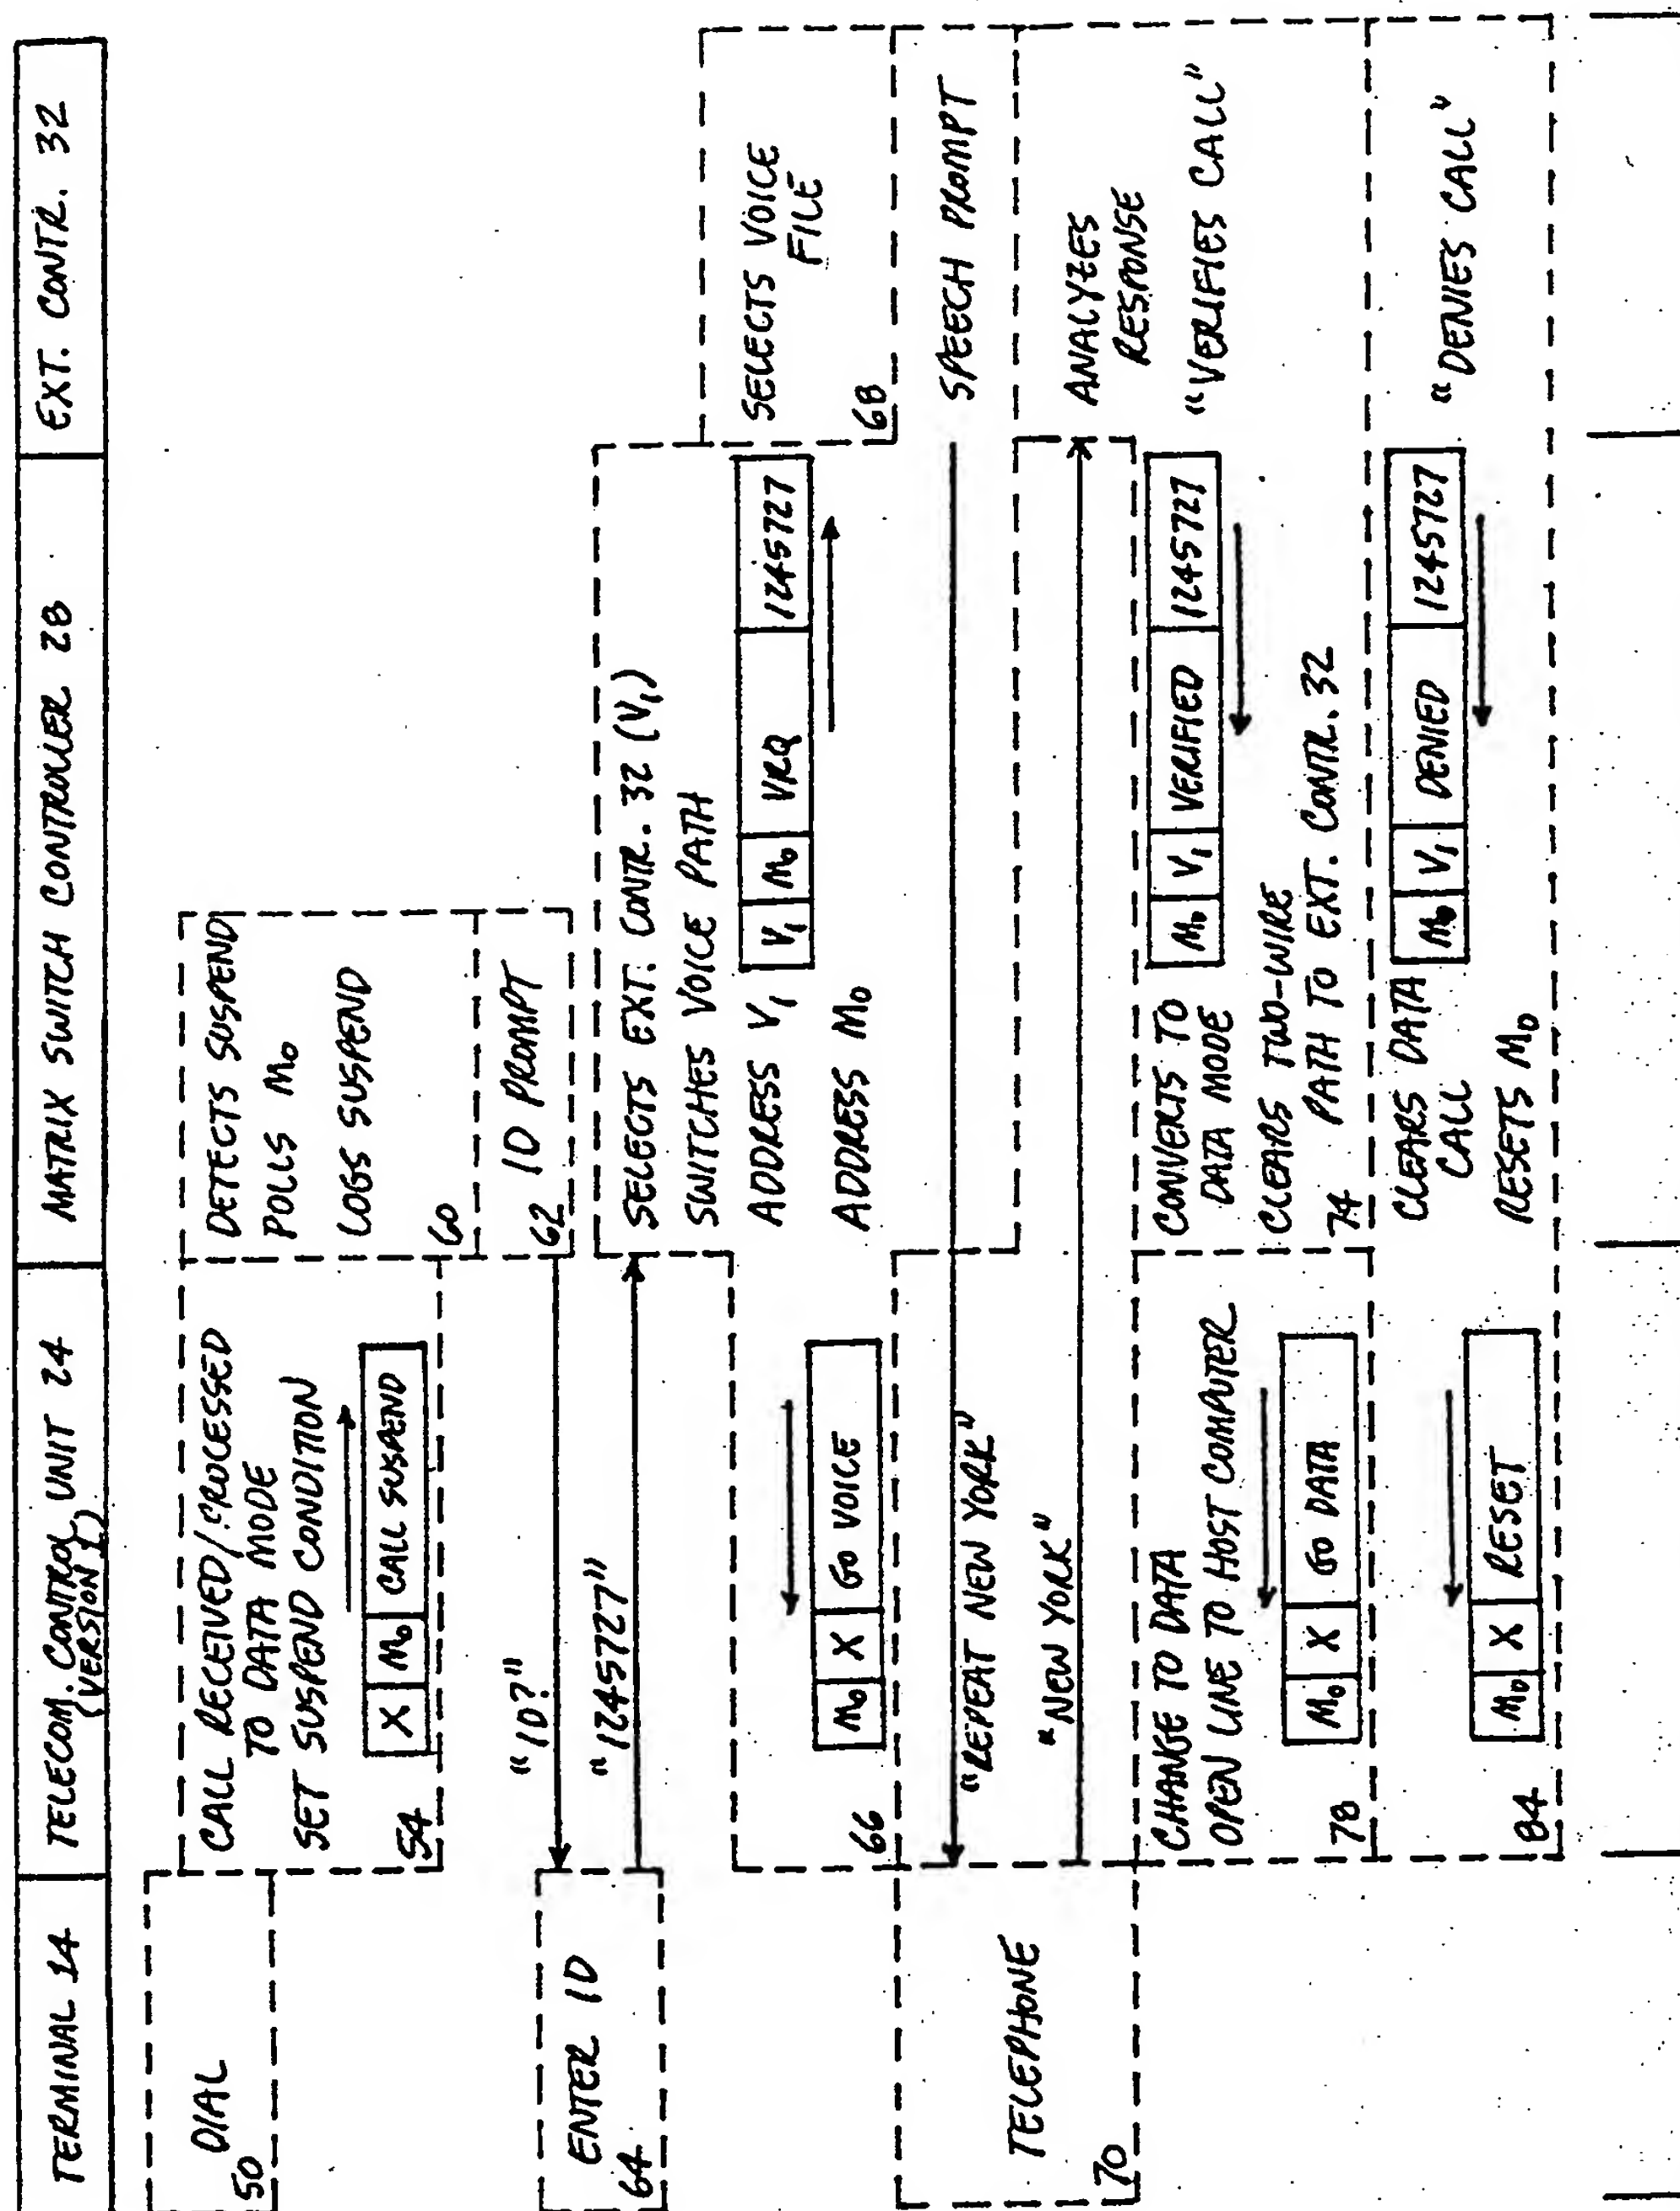 TERMINAL 14
TELECOM. CONTROL UNIT 24
(VERSION I)
MATRIX SWITCH CONTROLLER 28
EXT. CONTR. 32
DIAL
50
CALL RECEIVED/PROCESSED
TO DATA MODE
SET SUSPEND CONDITION
X M₀ CALL SUSPEND
54
DETECTS SUSPEND
POLLS M₀
LOGS SUSPEND
60
ID PROMPT
62
"ID?"
ENTER ID
64
"1245727"
SELECTS EXT. CONTR. 32 (V₁)
SWITCHES VOICE PATH
ADDRESS V₁
V₁ M₀ VRQ 1245727
ADDRESS M₀
SELECTS VOICE
FILE
68
M₀ X GO VOICE
66
SPEECH PROMPT
"REPEAT NEW YORK"
TELEPHONE
70
"NEW YORK"
ANALYZES
RESPONSE
"VERIFIES CALL"
M₀ V₁ VERIFIED 1245727
CONVERTS TO
DATA MODE
CLEARS TWO-WIRE
PATH TO EXT. CONTR. 32
74
CHANGE TO DATA
OPEN LINE TO HOST COMPUTER
M₀ X GO DATA
78
"DENIES CALL"
M₀ V₁ DENIED 1245727
CLEARS DATA
CALL
RESETS M₀
M₀ X RESET
84